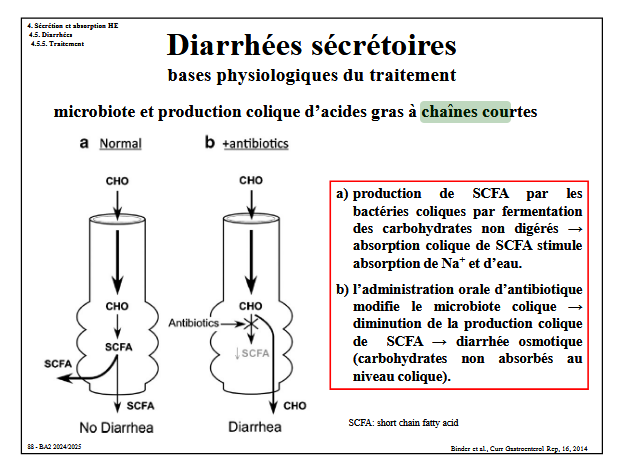 4. Sécrétion et absorption HE
4.5. Diarrhées
4.5.5. Traitement
Diarrhées sécrétoires
bases physiologiques du traitement
microbiote et production colique d’acides gras à chaînes courtes
a Normal
b +antibiotics
CHO
CHO
CHO
SCFA
SCFA
SCFA
No Diarrhea
CHO
Antibiotics
↓SCFA
CHO
Diarrhea
a) production de SCFA par les
bactéries coliques par fermentation
des carbohydrates non digérés →
absorption colique de SCFA stimule
absorption de Na⁺ et d’eau.
b) l’administration orale d’antibiotique
modifie le microbiote colique →
diminution de la production colique
de SCFA → diarrhée osmotique
(carbohydrates non absorbés au
niveau colique).
SCFA: short chain fatty acid
88 - BA2 2024/2025
Binder et al., Curr Gastroenterol Rep, 16, 2014